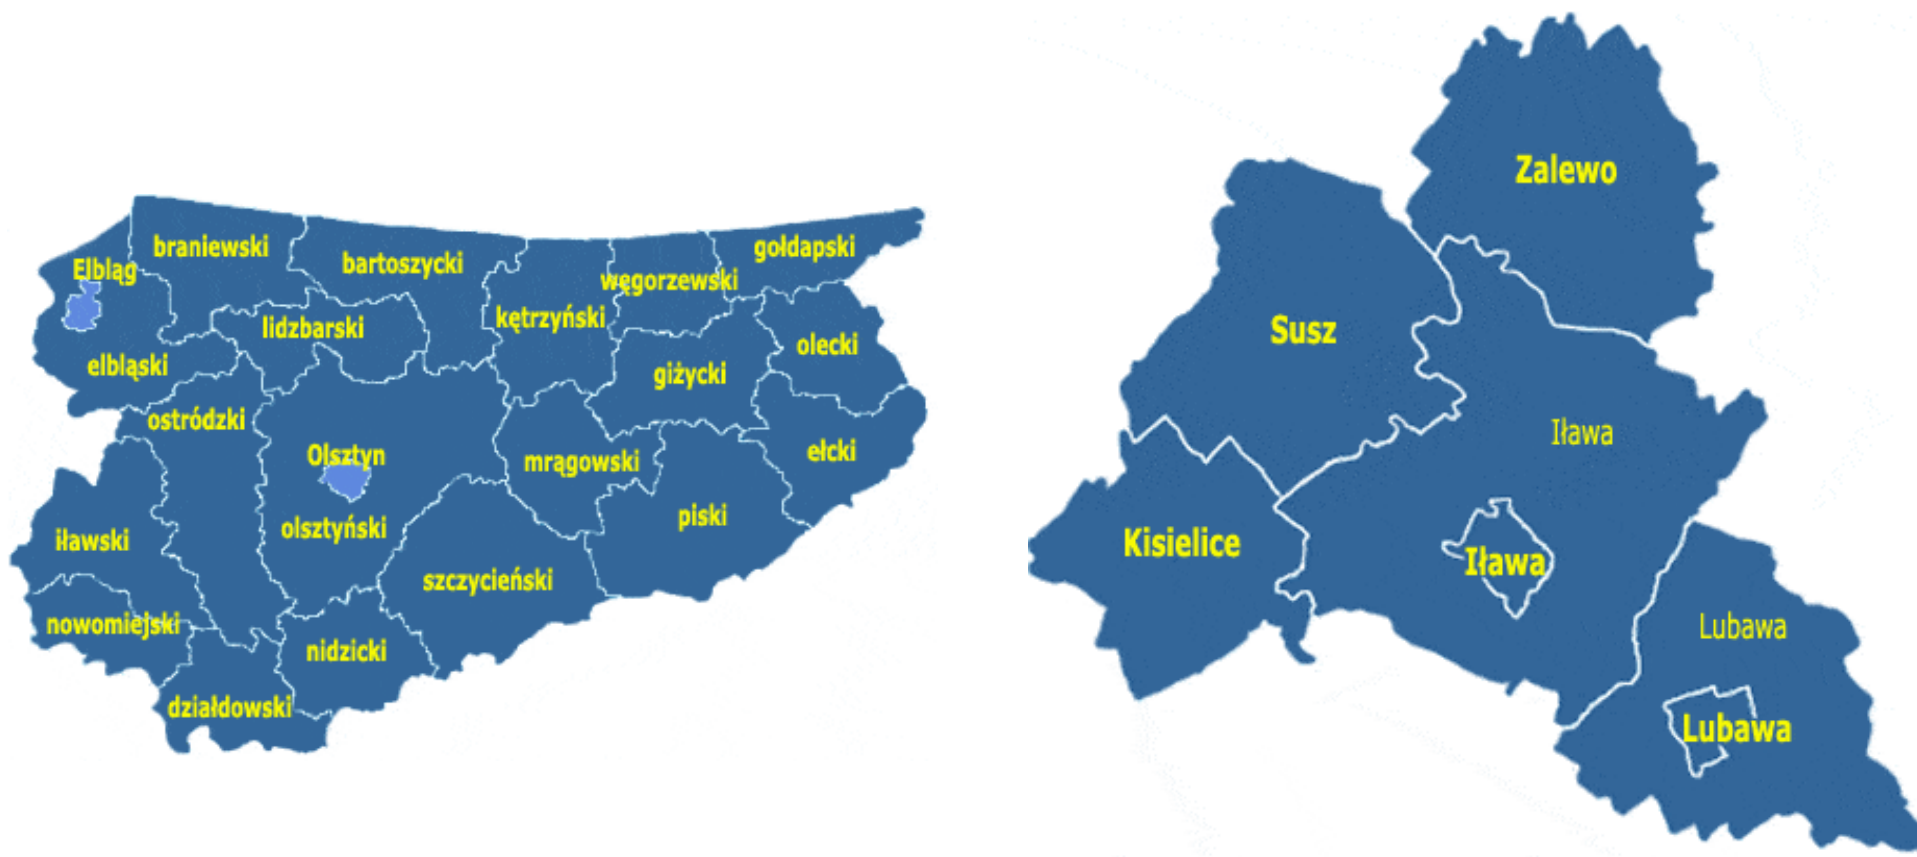 braniewski
bartoszycki
gołdapski
Elbląg
węgorzewski
kętrzyński
lidzbarski
olecki
elbląski
giżycki
ostródzki
Olsztyn
mrągowski
ełcki
piski
olsztyński
iławski
szczycieński
nowomiejski
nidzicki
działdowski
Zalewo
Susz
Iława
Kisielice
Iława
Lubawa
Lubawa